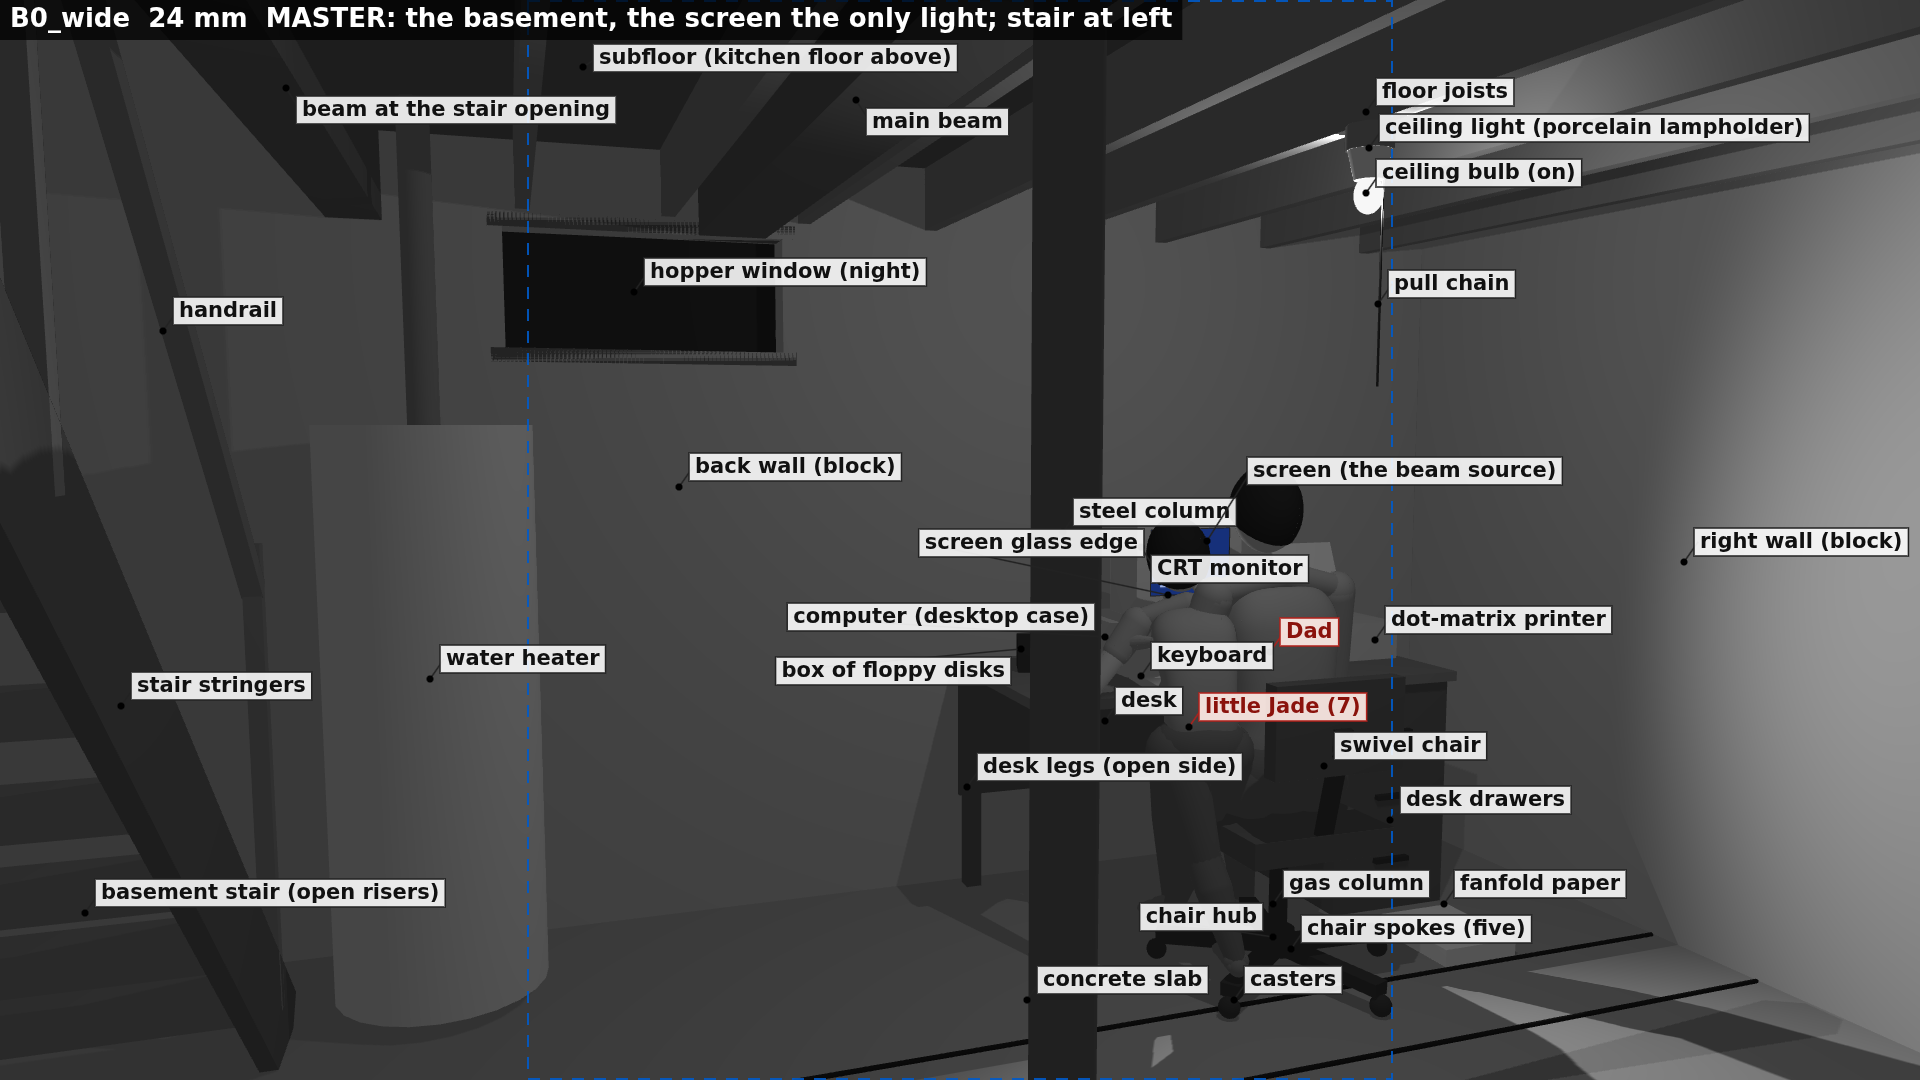 B0_wide  24 mm  MASTER: the basement, the screen the only light; stair at left
subfloor (kitchen floor above)
floor joists
beam at the stair opening
main beam
ceiling light (porcelain lampholder)
ceiling bulb (on)
hopper window (night)
pull chain
handrail
back wall (block)
screen (the beam source)
steel column
screen glass edge
right wall (block)
CRT monitor
computer (desktop case)
dot-matrix printer
Dad
water heater
keyboard
box of floppy disks
stair stringers
desk
little Jade (7)
swivel chair
desk legs (open side)
desk drawers
basement stair (open risers)
gas column
fanfold paper
chair hub
chair spokes (five)
concrete slab
casters